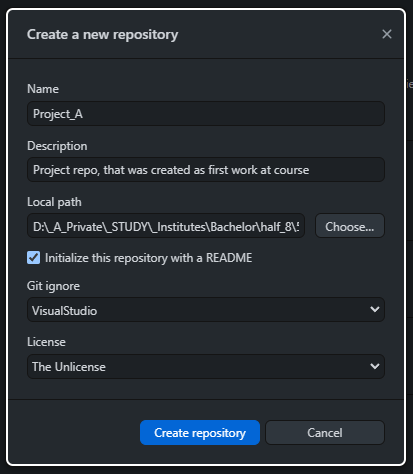 Create a new repository
Name
Project_A
Description
Project repo, that was created as first work at course
Local path
D:\_A_Private\_STUDY\_Institutes\Bachelor\half_8\
Choose...
Initialize this repository with a README
Git ignore
VisualStudio
License
The Unlicense
Create repository
Cancel